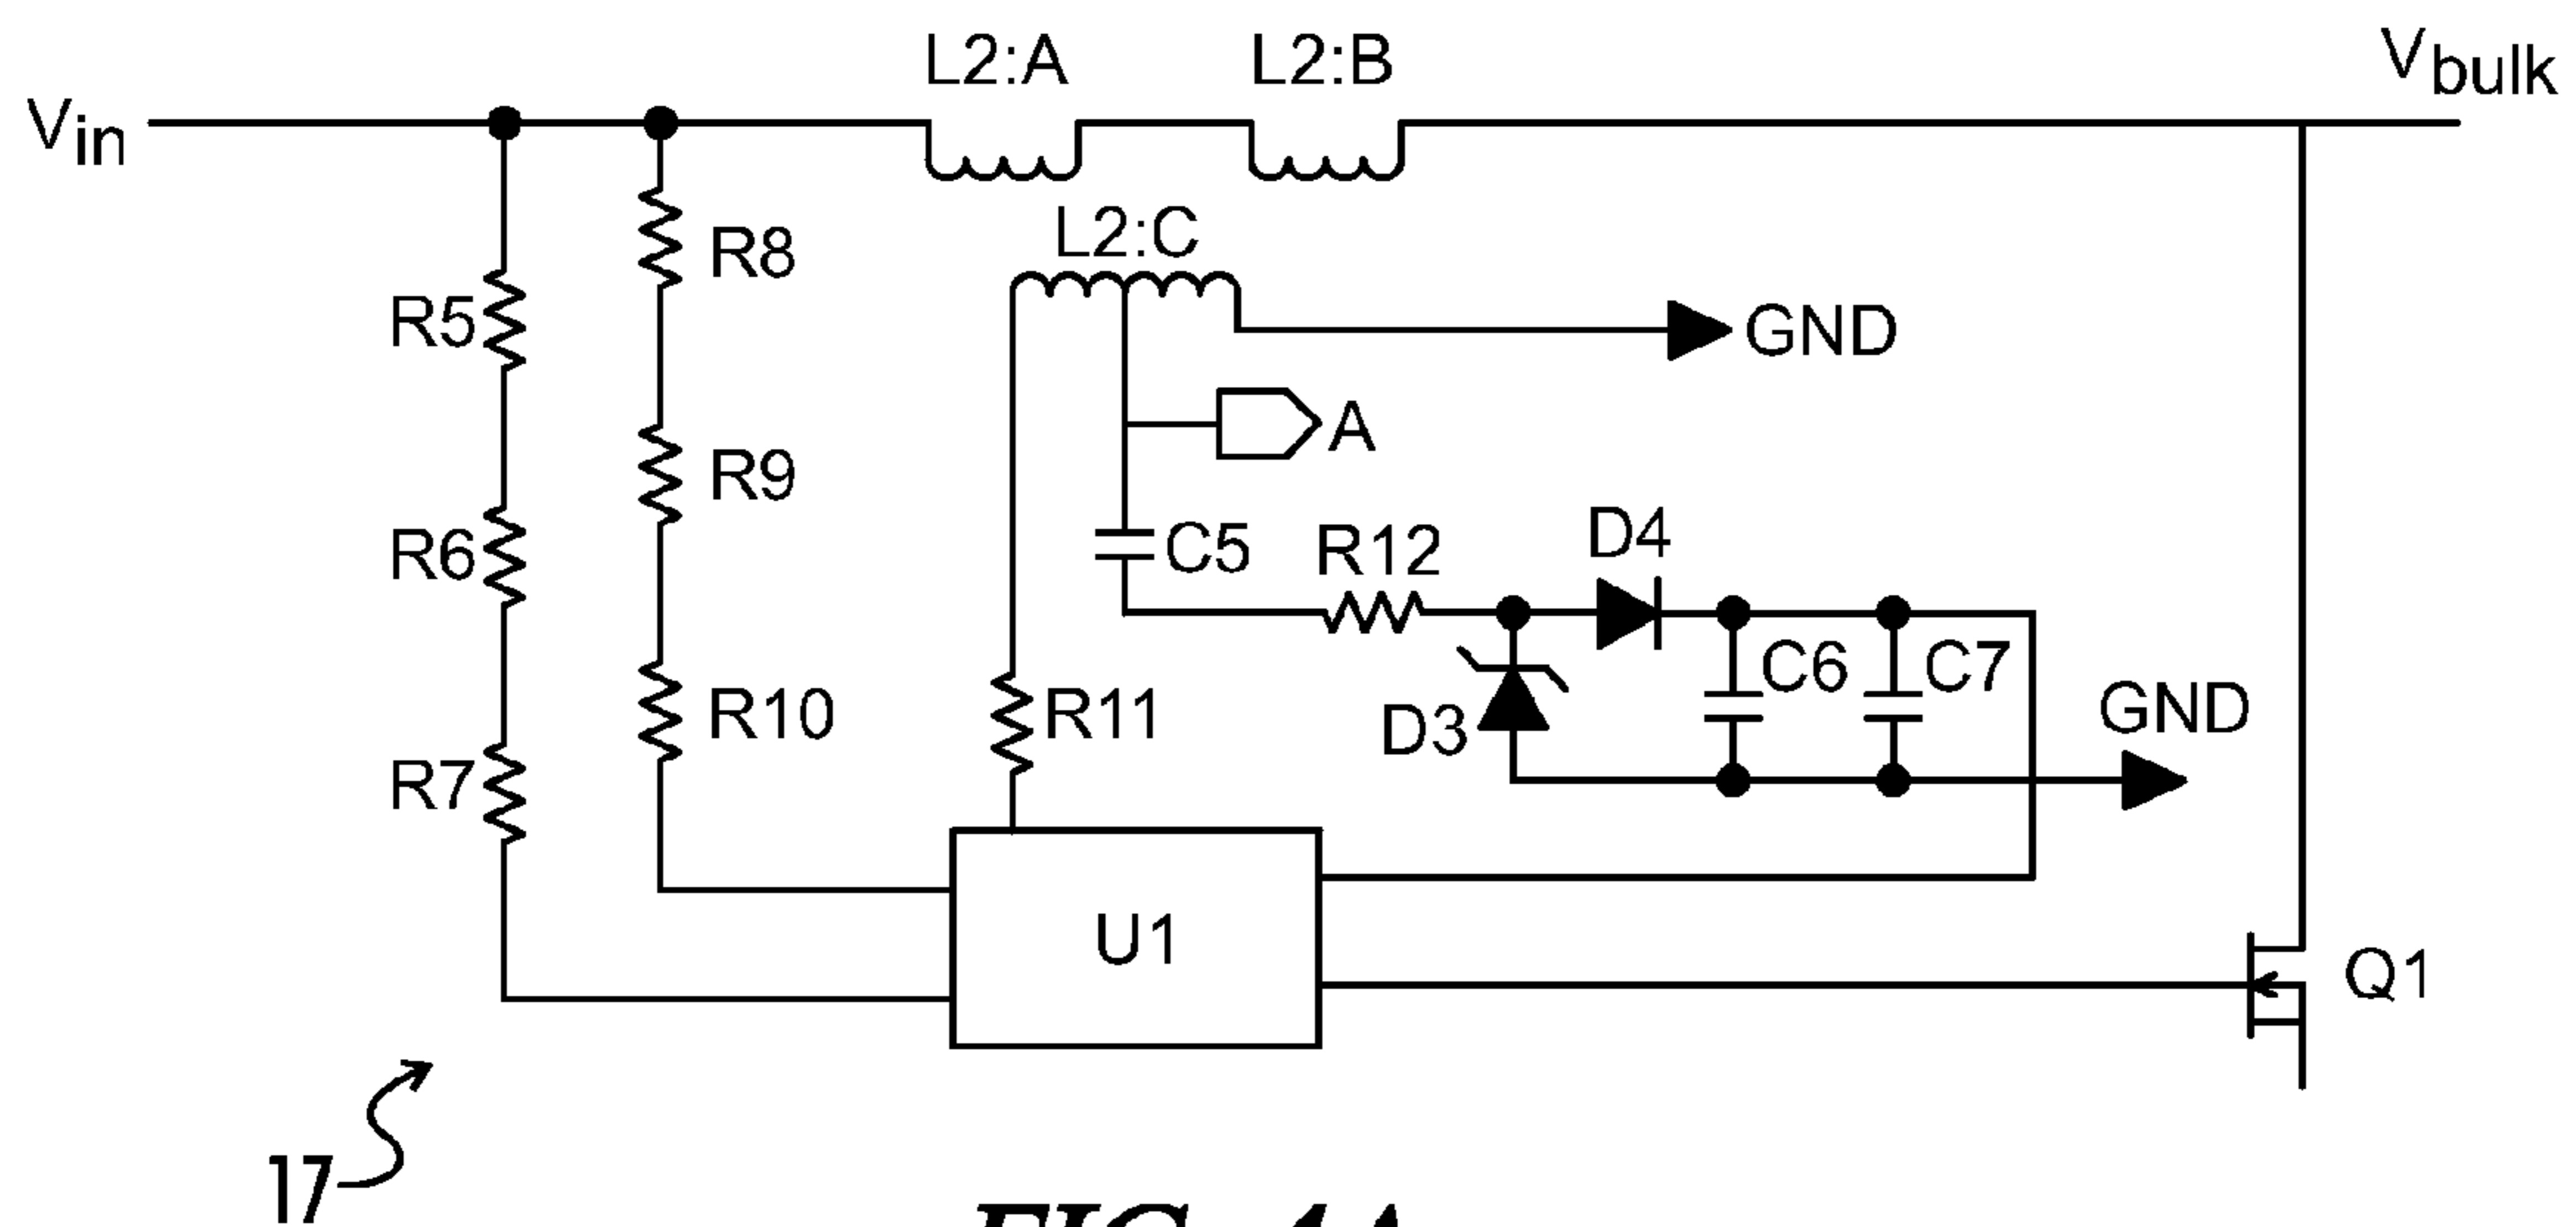 L2:A
L2:B
Vbulk
Vin
L2:C
R8
R5
GND
A
R9
D4
R12
R6
C5
C6
C7
GND
R10
R11
D3
R7
U1
Q1
17